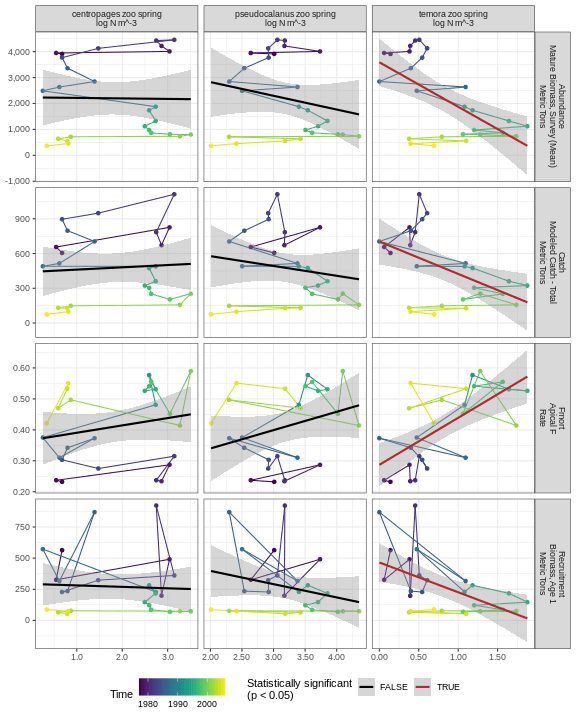 centropages zoo spring
log N m^-3
pseudocalanus zoo spring
log N m^-3
temora zoo spring
log N m^-3
4,000
3,000
2,000
1,000
0
-1,000
Abundance
Mature Biomass, Survey (Mean)
Metric Tons
900
600
300
0
Catch
Modeled Catch - Total
Metric Tons
0.60
0.50
0.40
0.30
0.20
Fmort
Apical F
Rate
750
500
250
0
Recruitment
Biomass, Age 1
Metric Tons
1.0
2.0
3.0
2.00
2.50
3.00
3.50
4.00
0.00
0.50
1.00
1.50
Time
1980
1990
2000
Statistically significant
(p < 0.05)
FALSE
TRUE